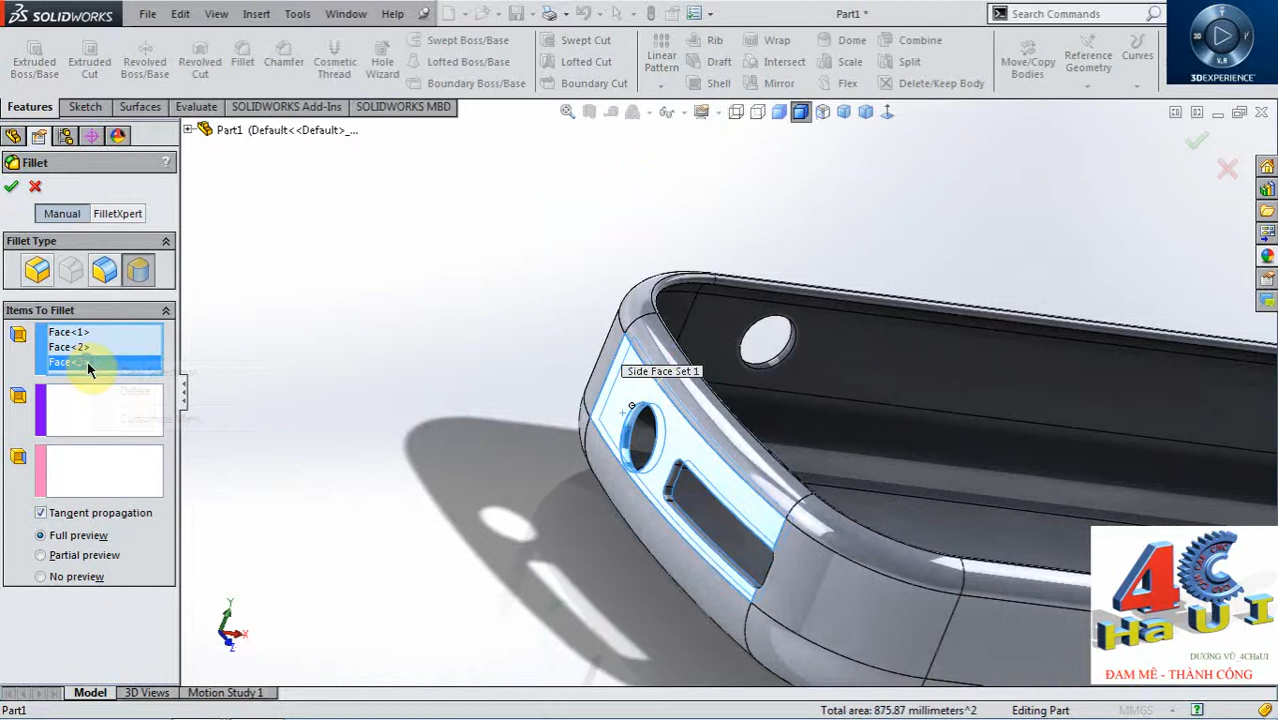 SOLIDWORKS
File
Edit
View
Insert
Tools
Window
Help
Part1 *
Search Commands
3D
V.R
3DEXPERIENCE
Extruded Boss/Base
Extruded Cut
Revolved Boss/Base
Revolved Cut
Fillet
Chamfer
Cosmetic Thread
Hole Wizard
Swept Boss/Base
Lofted Boss/Base
Boundary Boss/Base
Swept Cut
Lofted Cut
Boundary Cut
Linear Pattern
Rib
Draft
Shell
Wrap
Intersect
Mirror
Dome
Scale
Flex
Combine
Split
Delete/Keep Body
Move/Copy Bodies
Reference Geometry
Curves
Features
Sketch
Surfaces
Evaluate
SOLIDWORKS Add-Ins
SOLIDWORKS MBD
Part1 (Default<<Default>_...
Fillet
?
Manual
FilletXpert
Fillet Type
Items To Fillet
Face<1>
Face<2>
Face<3>
Delete
Side Face Set 1
Tangent propagation
Full preview
Partial preview
No preview
Y
X
Z
4C
HaUI
DƯƠNG VŨ_4CHaUI
ĐAM MÊ - THÀNH CÔNG
Model
3D Views
Motion Study 1
Part1
Total area: 875.87 millimeters^2
Editing Part
MMGS
?